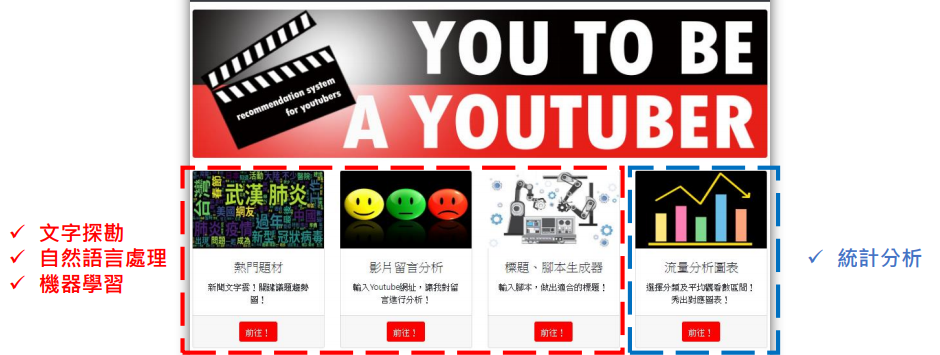 YOU TO BE
A YOUTUBER
recommendation system
for youtubers
台灣
武漢肺炎
網友
過年
疫情
新型冠狀病毒
✓ 文字探勘
✓ 自然語言處理
✓ 機器學習
熱門題材
新聞文字雲！關鍵議題趨勢
圖！
前往！
影片留言分析
輸入Youtube網址，讓我對留
言進行分析！
前往！
標題、腳本生成器
輸入腳本，做出適合的標題！
前往！
流量分析圖表
選擇分類及平均觀看數區間！
秀出對應圖表！
前往！
✓ 統計分析